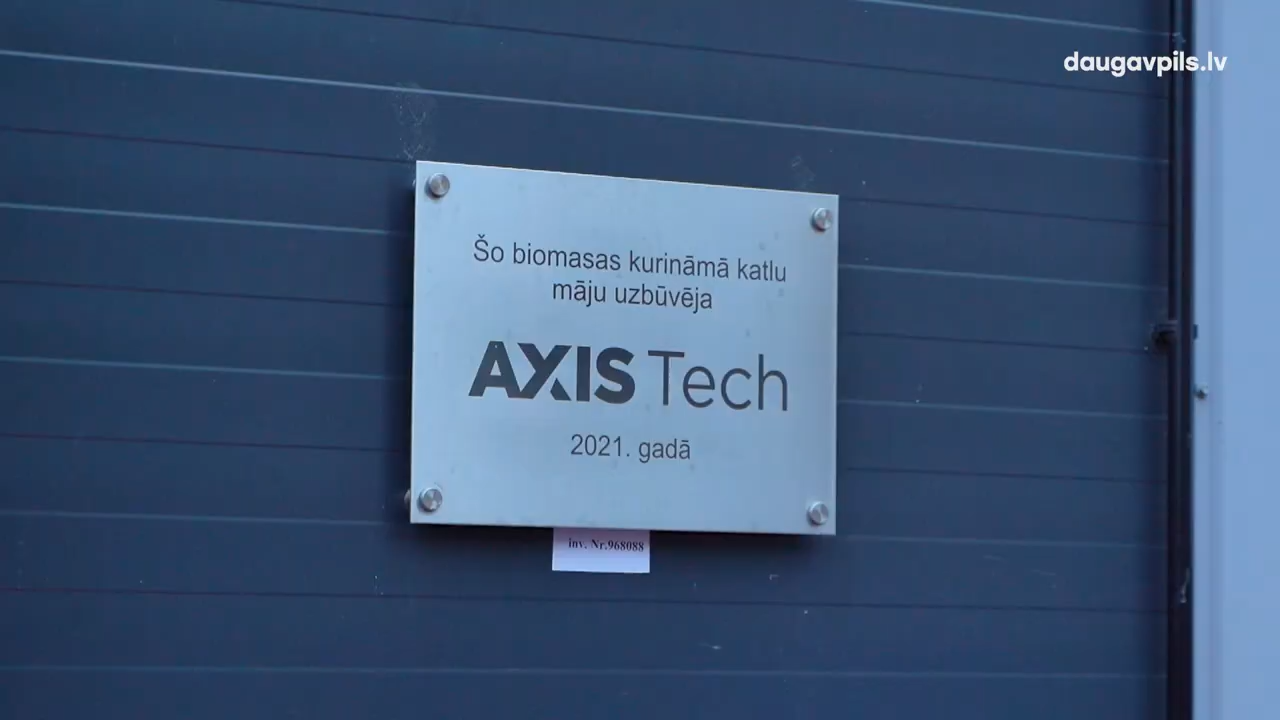 daugavpils.lv
Šo biomasas kurināmā katlu
māju uzbūvēja
AXIS Tech
2021. gadā
inv. Nr.968088